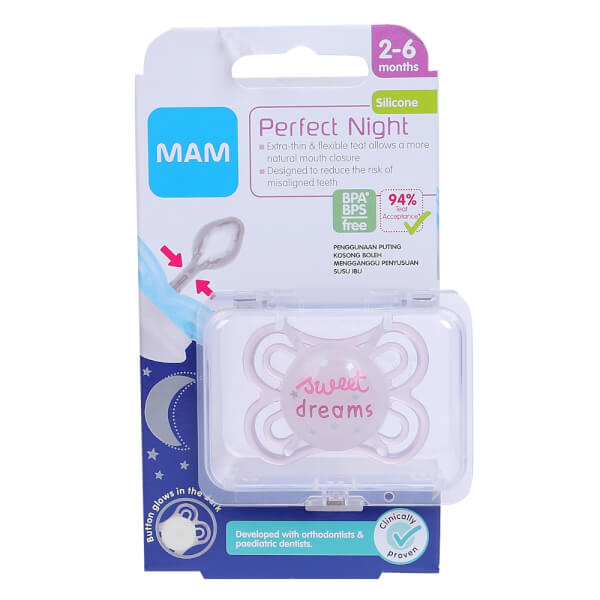 2-6
months
Silicone
MAM
Perfect Night
Extra-thin & flexible teat allows a more
natural mouth closure
Designed to reduce the risk of
misaligned teeth
BPA*
BPS
free
94%
Teat
Acceptance*
PENGGUNAAN PUTING
KOSONG BOLEH
MENGGANGGU PENYUSUAN
SUSU IBU
sweet
dreams
Button glows in the dark
Developed with orthodontists &
paediatric dentists.
Clinically
proven